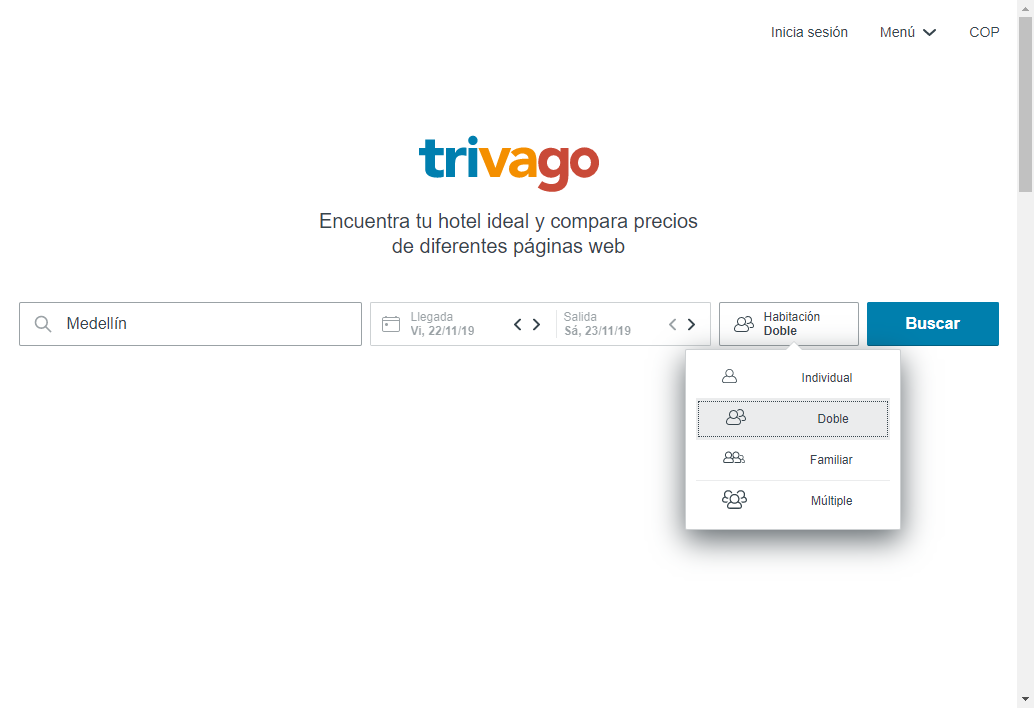 Inicia sesión Menú COP
trivago
Encuentra tu hotel ideal y compara precios
de diferentes páginas web
Medellín
Llegada
Vi, 22/11/19
Salida
Sá, 23/11/19
Habitación
Doble
Buscar
Individual
Doble
Familiar
Múltiple